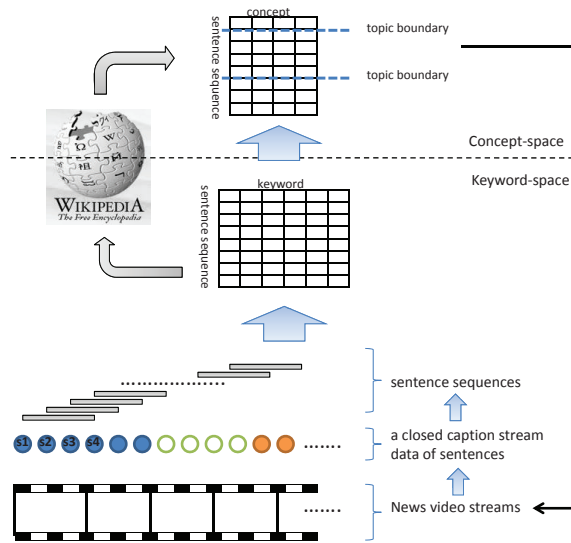 concept
sentence sequence
topic boundary
topic boundary
Concept-space
Keyword-space
WIKIPEDIA
The Free Encyclopedia
keyword
sentence sequence
sentence sequences
s1 s2 s3 s4
a closed caption stream
data of sentences
News video streams